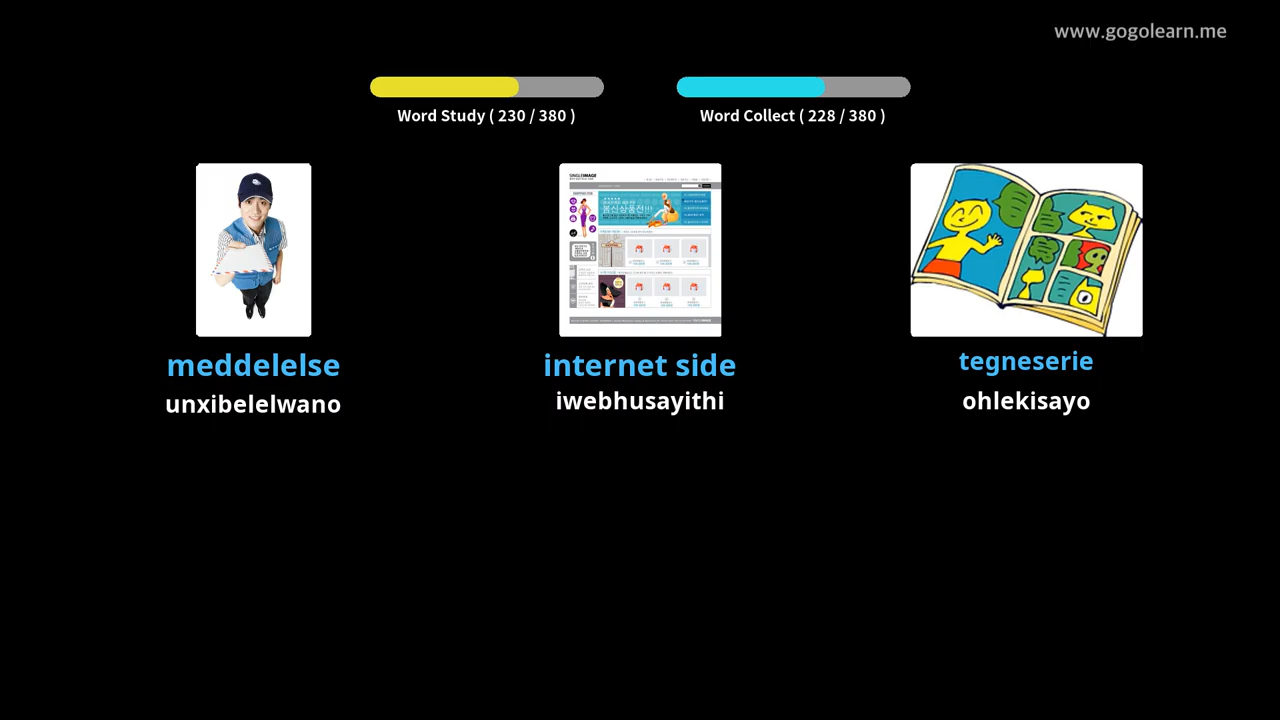 www.gogolearn.me
Word Study ( 230 / 380 )
Word Collect ( 228 / 380 )
meddelelse
internet side
tegneserie
unxibelelwano
iwebhusayithi
ohlekisayo